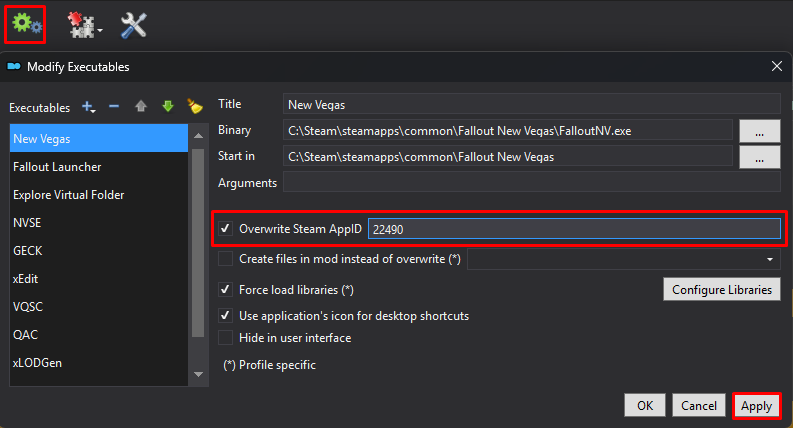 Modify Executables
Executables
New Vegas
Fallout Launcher
Explore Virtual Folder
NVSE
GECK
xEdit
VQSC
QAC
xLODGen
Title New Vegas
Binary C:\Steam\steamapps\common\Fallout New Vegas\FalloutNV.exe ...
Start in C:\Steam\steamapps\common\Fallout New Vegas ...
Arguments
Overwrite Steam AppID 22490
Create files in mod instead of overwrite (*)
Force load libraries (*) Configure Libraries
Use application's icon for desktop shortcuts
Hide in user interface
(*) Profile specific
OK Cancel Apply